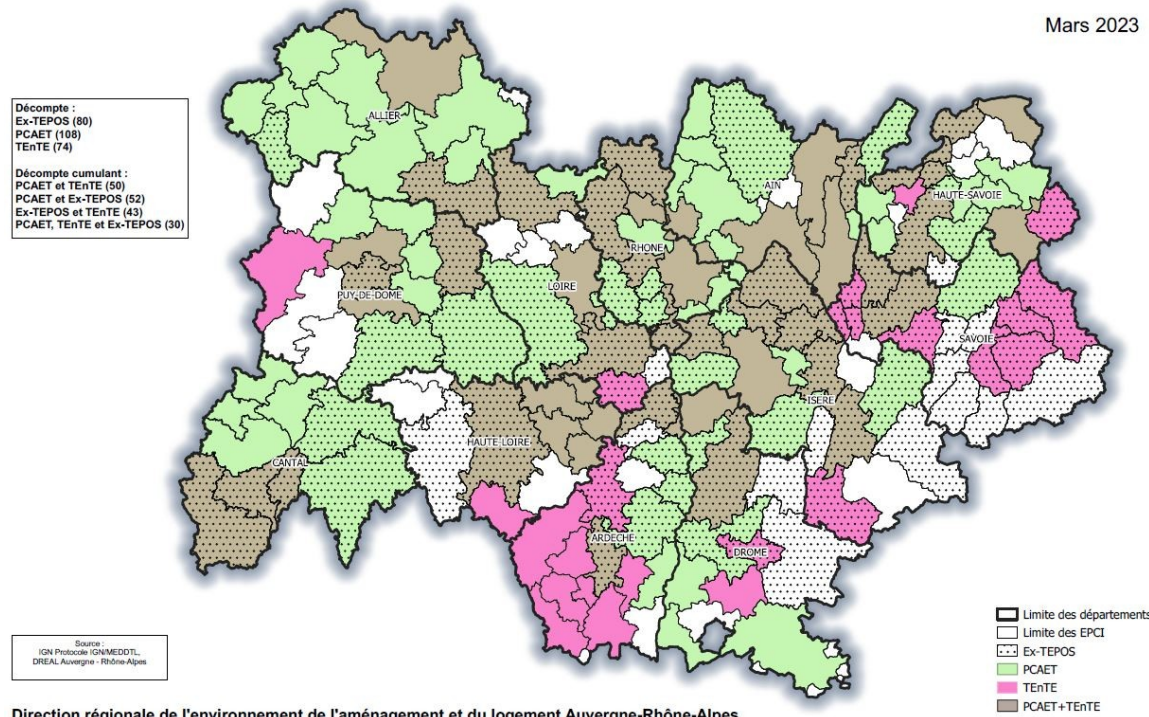 Mars 2023
Décompte :
Ex-TEPOS (80)
PCAET (108)
TEnTE (74)
Décompte cumulant :
PCAET et TEnTE (50)
PCAET et Ex-TEPOS (52)
Ex-TEPOS et TEnTE (43)
PCAET, TEnTE et Ex-TEPOS (30)
ALLIER
AIN
HAUTE-SAVOIE
RHONE
PUY-DE-DOME
LOIRE
SAVOIE
ISERE
HAUTE-LOIRE
CANTAL
ARDECHE
DROME
Limite des départements
Limite des EPCI
Ex-TEPOS
PCAET
TEnTE
PCAET+TEnTE
Source :
IGN Protocole IGN/MEDDTL,
DREAL Auvergne - Rhône-Alpes
Direction régionale de l'environnement de l'aménagement et du logement Auvergne-Rhône-Alpes